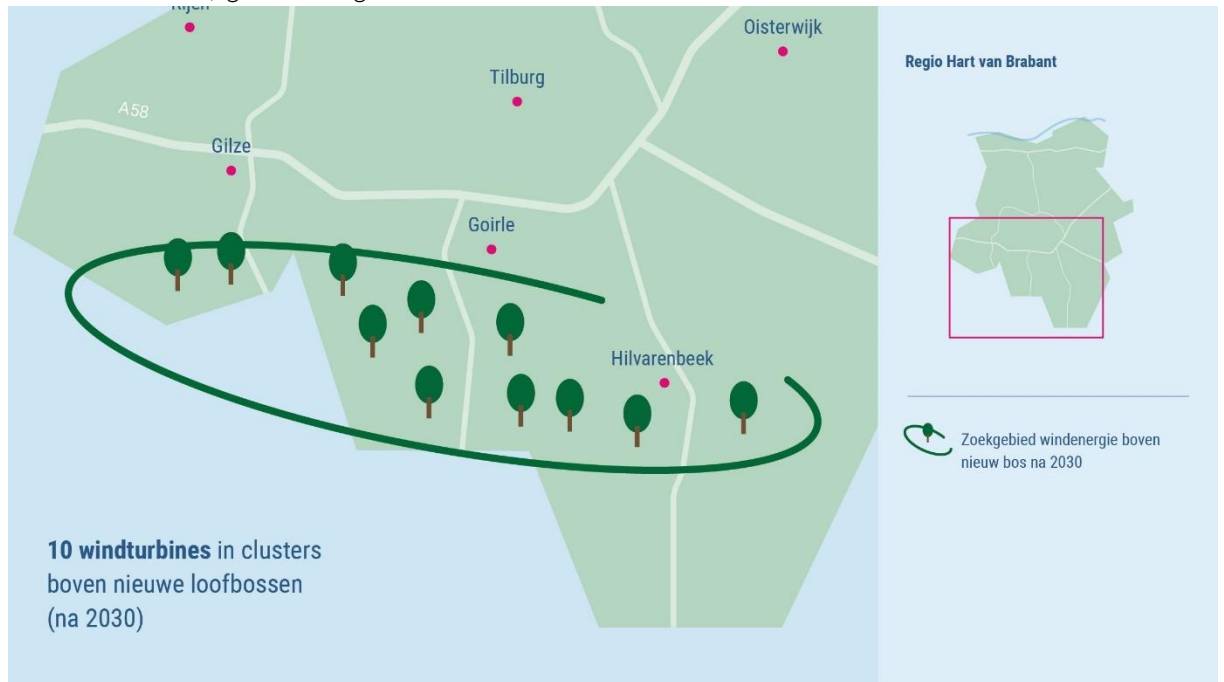 Rijen
Oisterwijk
Tilburg
A58
Gilze
Goirle
Hilvarenbeek
10 windturbines in clusters
boven nieuwe loofbossen
(na 2030)
Regio Hart van Brabant
Zoekgebied windenergie boven
nieuw bos na 2030